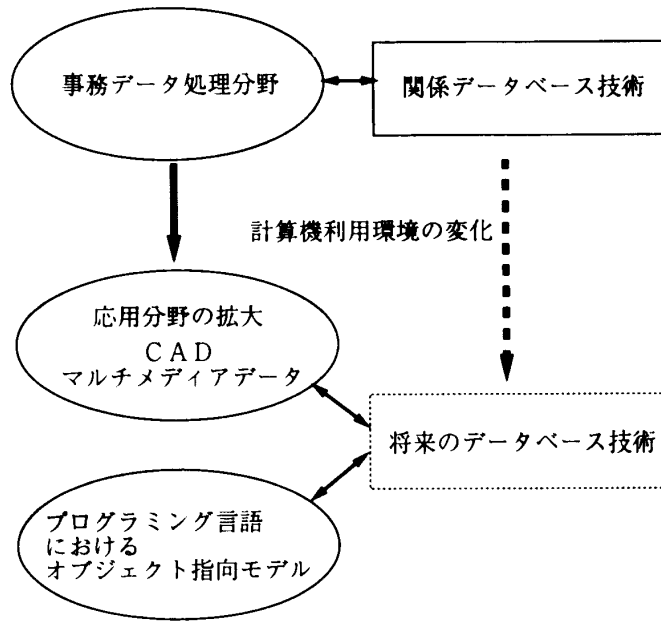 事務データ処理分野
関係データベース技術
計算機利用環境の変化
応用分野の拡大
ＣＡＤ
マルチメディアデータ
将来のデータベース技術
プログラミング言語
における
オブジェクト指向モデル